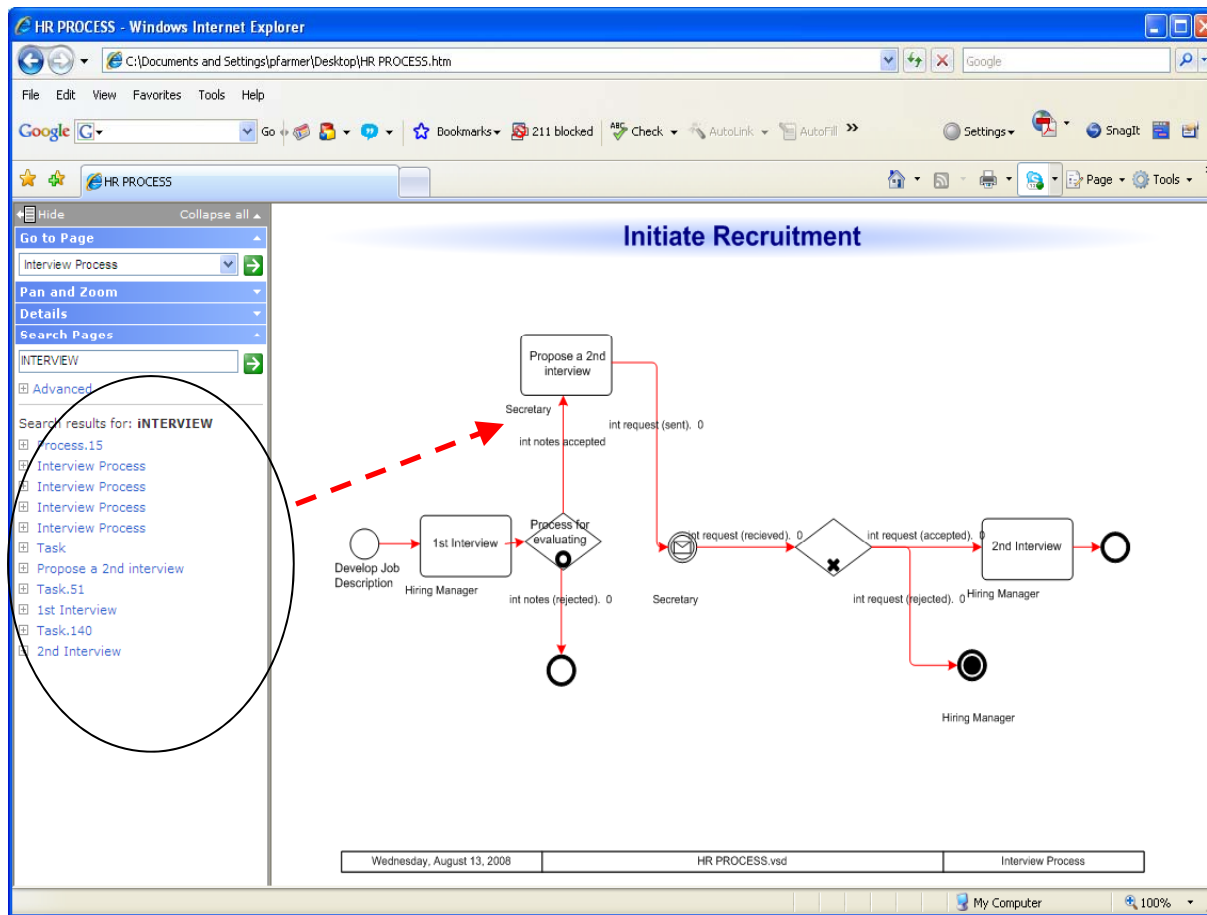 HR PROCESS - Windows Internet Explorer
C:\Documents and Settings\pfarmer\Desktop\HR PROCESS.htm
Google
File Edit View Favorites Tools Help
Google G Go Bookmarks 211 blocked ABC Check AutoLink AutoFill » Settings SnagIt
HR PROCESS
Page Tools
Hide Collapse all
Go to Page
Interview Process
Pan and Zoom
Details
Search Pages
INTERVIEW
Advanced
Search results for: iNTERVIEW
Process.15
Interview Process
Interview Process
Interview Process
Interview Process
Task
Propose a 2nd interview
Task.51
1st Interview
Task.140
2nd Interview
Initiate Recruitment
Propose a 2nd
interview
Secretary
int request (sent). 0
int notes accepted
Process for
evaluating
1st Interview
int request (recieved). 0
int request (accepted). 0
2nd Interview
Develop Job
Description
Hiring Manager
int notes (rejected). 0
Secretary
int request (rejected). 0
Hiring Manager
Hiring Manager
Wednesday, August 13, 2008
HR PROCESS.vsd
Interview Process
My Computer
100%